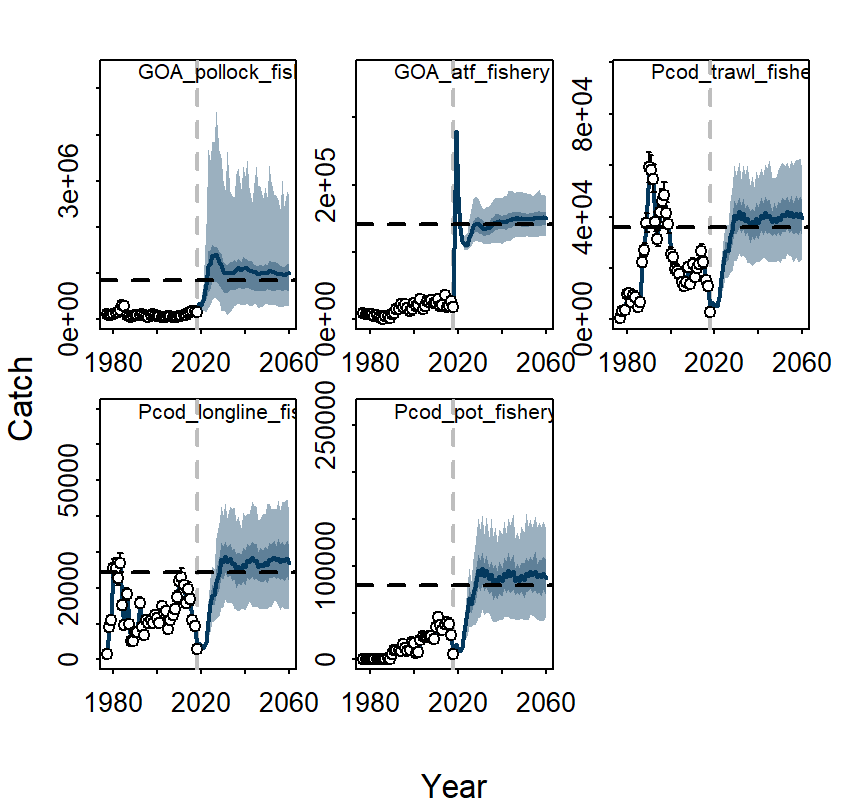 GOA_pollock_fis
GOA_atf_fishery
Pcod_trawl_fishe
0e+00 3e+06
0e+00 2e+05
0e+00 4e+04 8e+04
1980 2020 2060
1980 2020 2060
1980 2020 2060
Catch
Pcod_longline_fis
Pcod_pot_fishery
0 20000 50000
0 100000 250000
1980 2020 2060
1980 2020 2060
Year